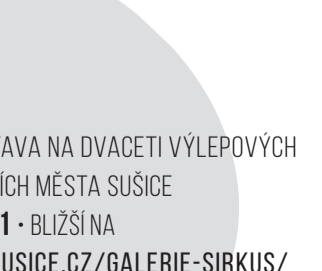 TAVA NA DVACETI VÝLEPOVÝCH
ÍCH MĚSTA SUŠICE
1 • BLIŽŠÍ NA
USICE.CZ/GALERIE-SIRKUS/